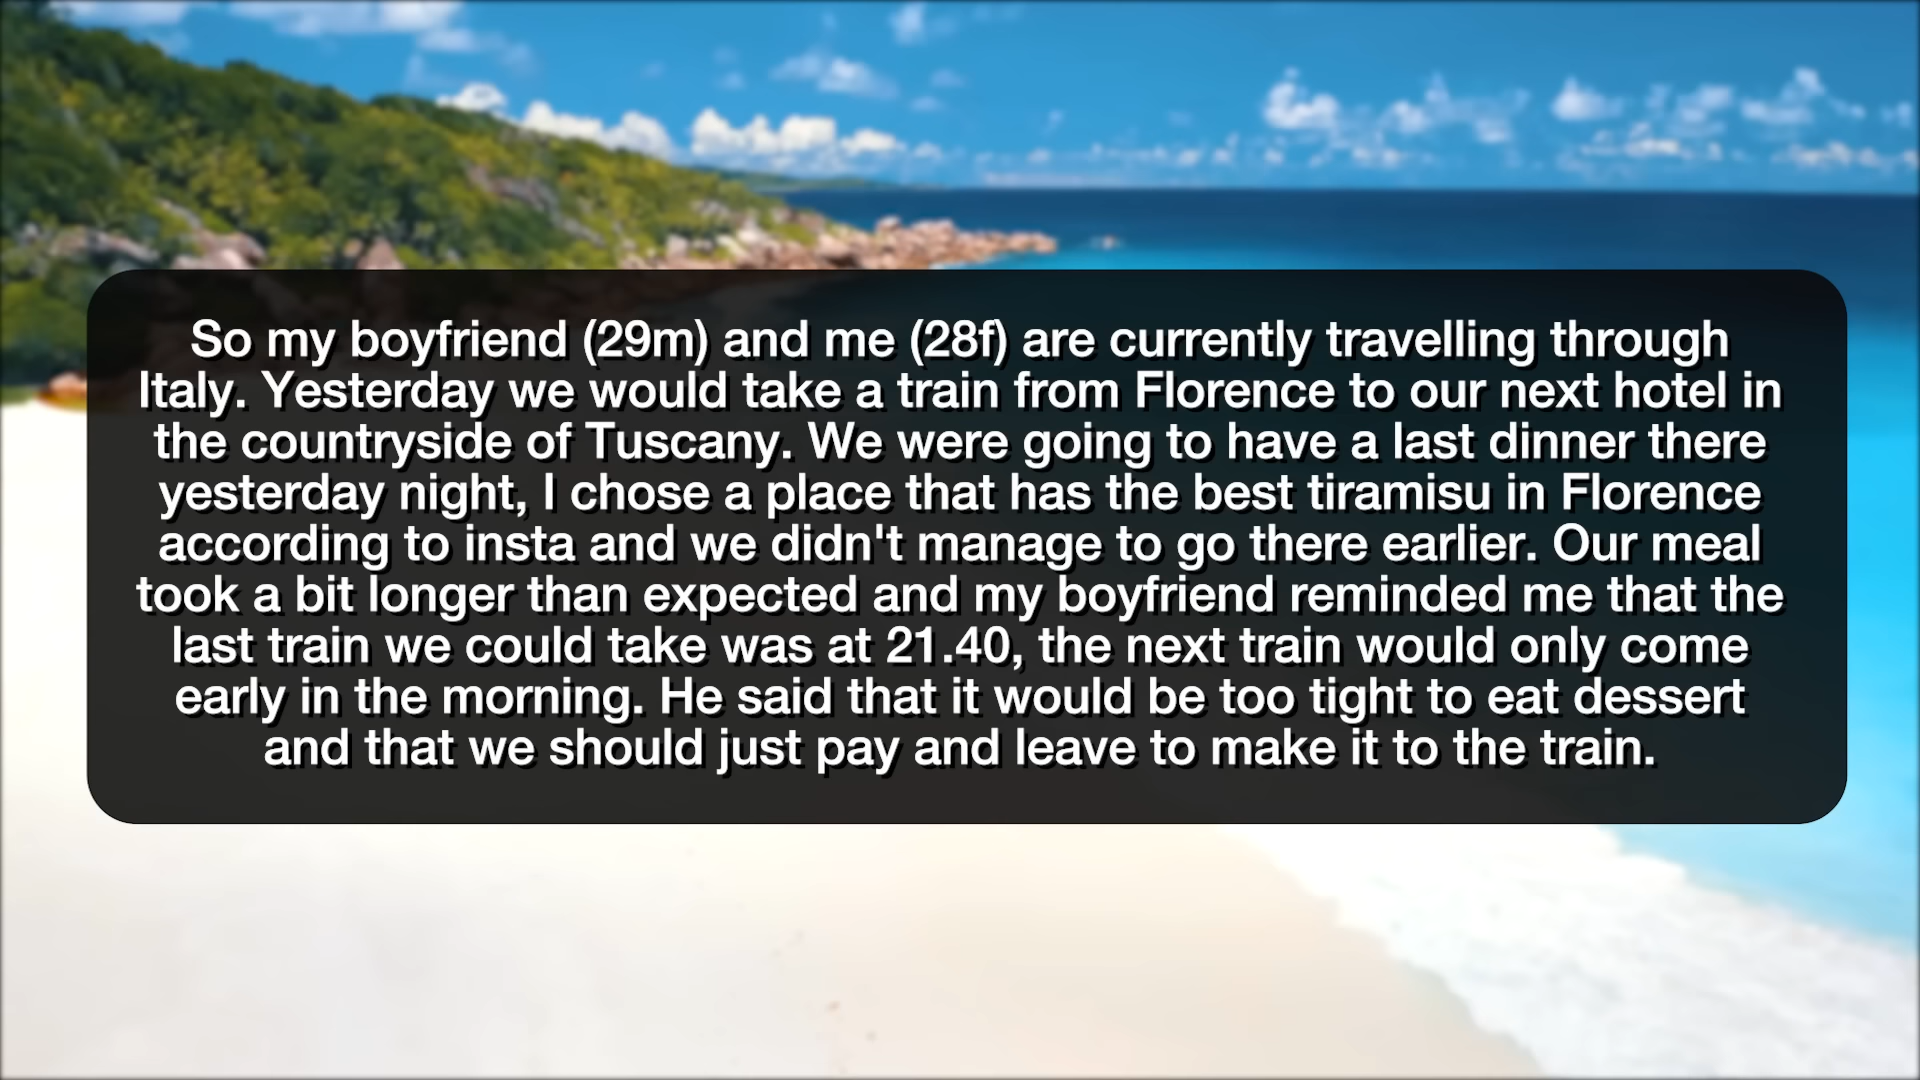 So my boyfriend (29m) and me (28f) are currently travelling through
Italy. Yesterday we would take a train from Florence to our next hotel in
the countryside of Tuscany. We were going to have a last dinner there
yesterday night, I chose a place that has the best tiramisu in Florence
according to insta and we didn't manage to go there earlier. Our meal
took a bit longer than expected and my boyfriend reminded me that the
last train we could take was at 21.40, the next train would only come
early in the morning. He said that it would be too tight to eat dessert
and that we should just pay and leave to make it to the train.